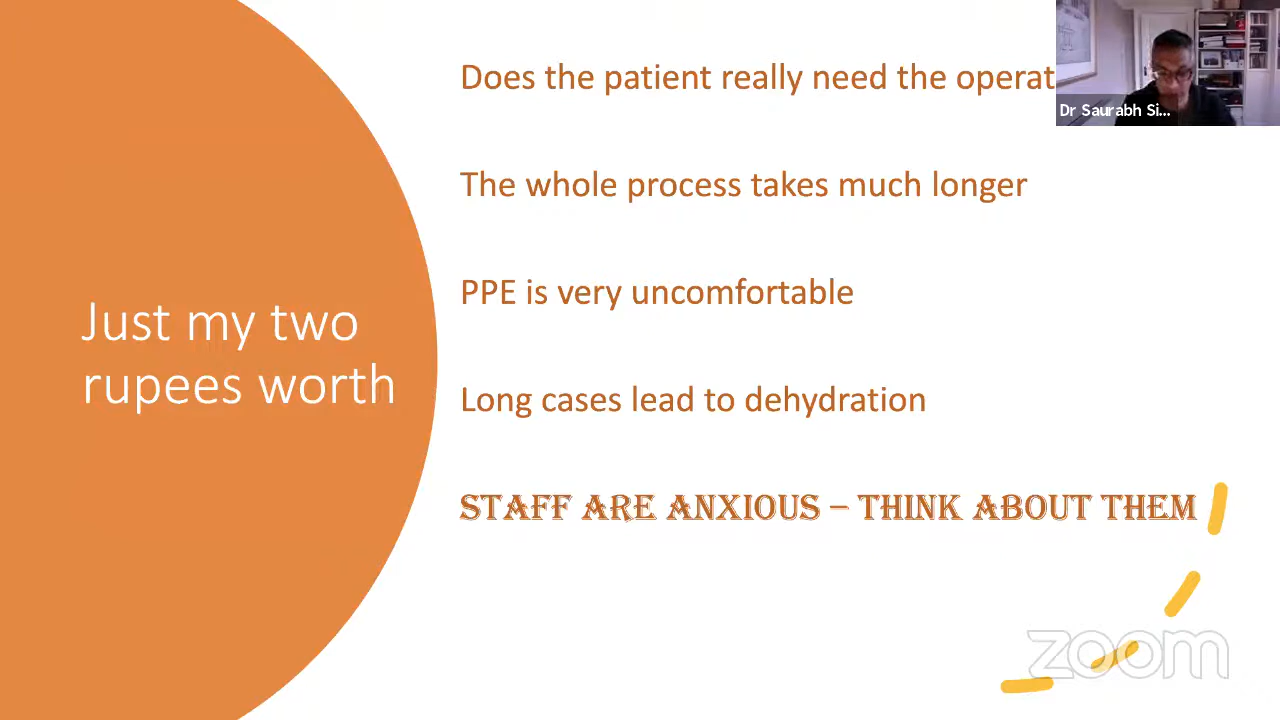 Does the patient really need the operat
Dr Saurabh Si...
The whole process takes much longer
PPE is very uncomfortable
Just my two
rupees worth
Long cases lead to dehydration
STAFF ARE ANXIOUS – THINK ABOUT THEM
zoom